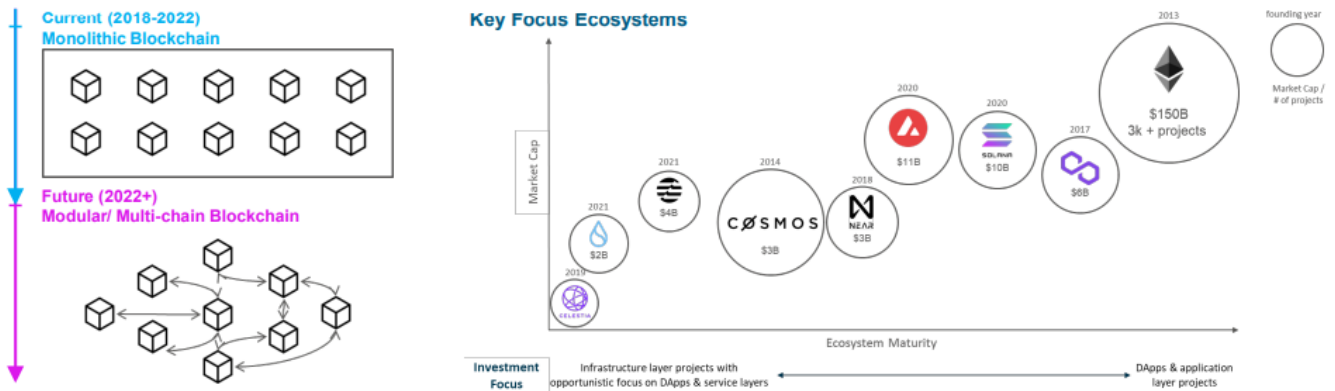 Current (2018-2022)
Monolithic Blockchain
Future (2022+)
Modular/ Multi-chain Blockchain
Key Focus Ecosystems
founding year
Market Cap /
# of projects
Market Cap
2019
CELESTIA
2021
$2B
2021
$4B
2014
COSMOS
$3B
2018
NEAR
$3B
2020
$11B
2020
SOLANA
$10B
2017
$6B
2013
$150B
3k + projects
Ecosystem Maturity
Investment
Focus
Infrastructure layer projects with
opportunistic focus on DApps & service layers
DApps & application
layer projects